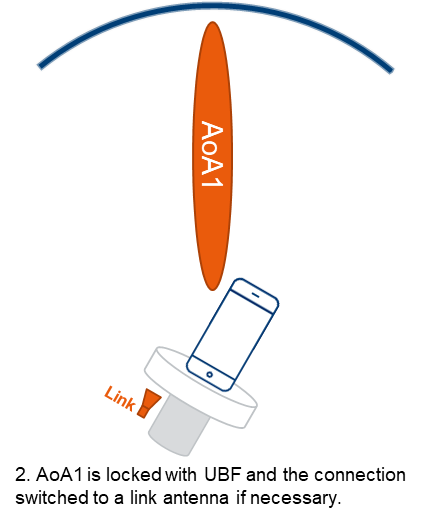 AoA1
Link
2. AoA1 is locked with UBF and the connection
switched to a link antenna if necessary.